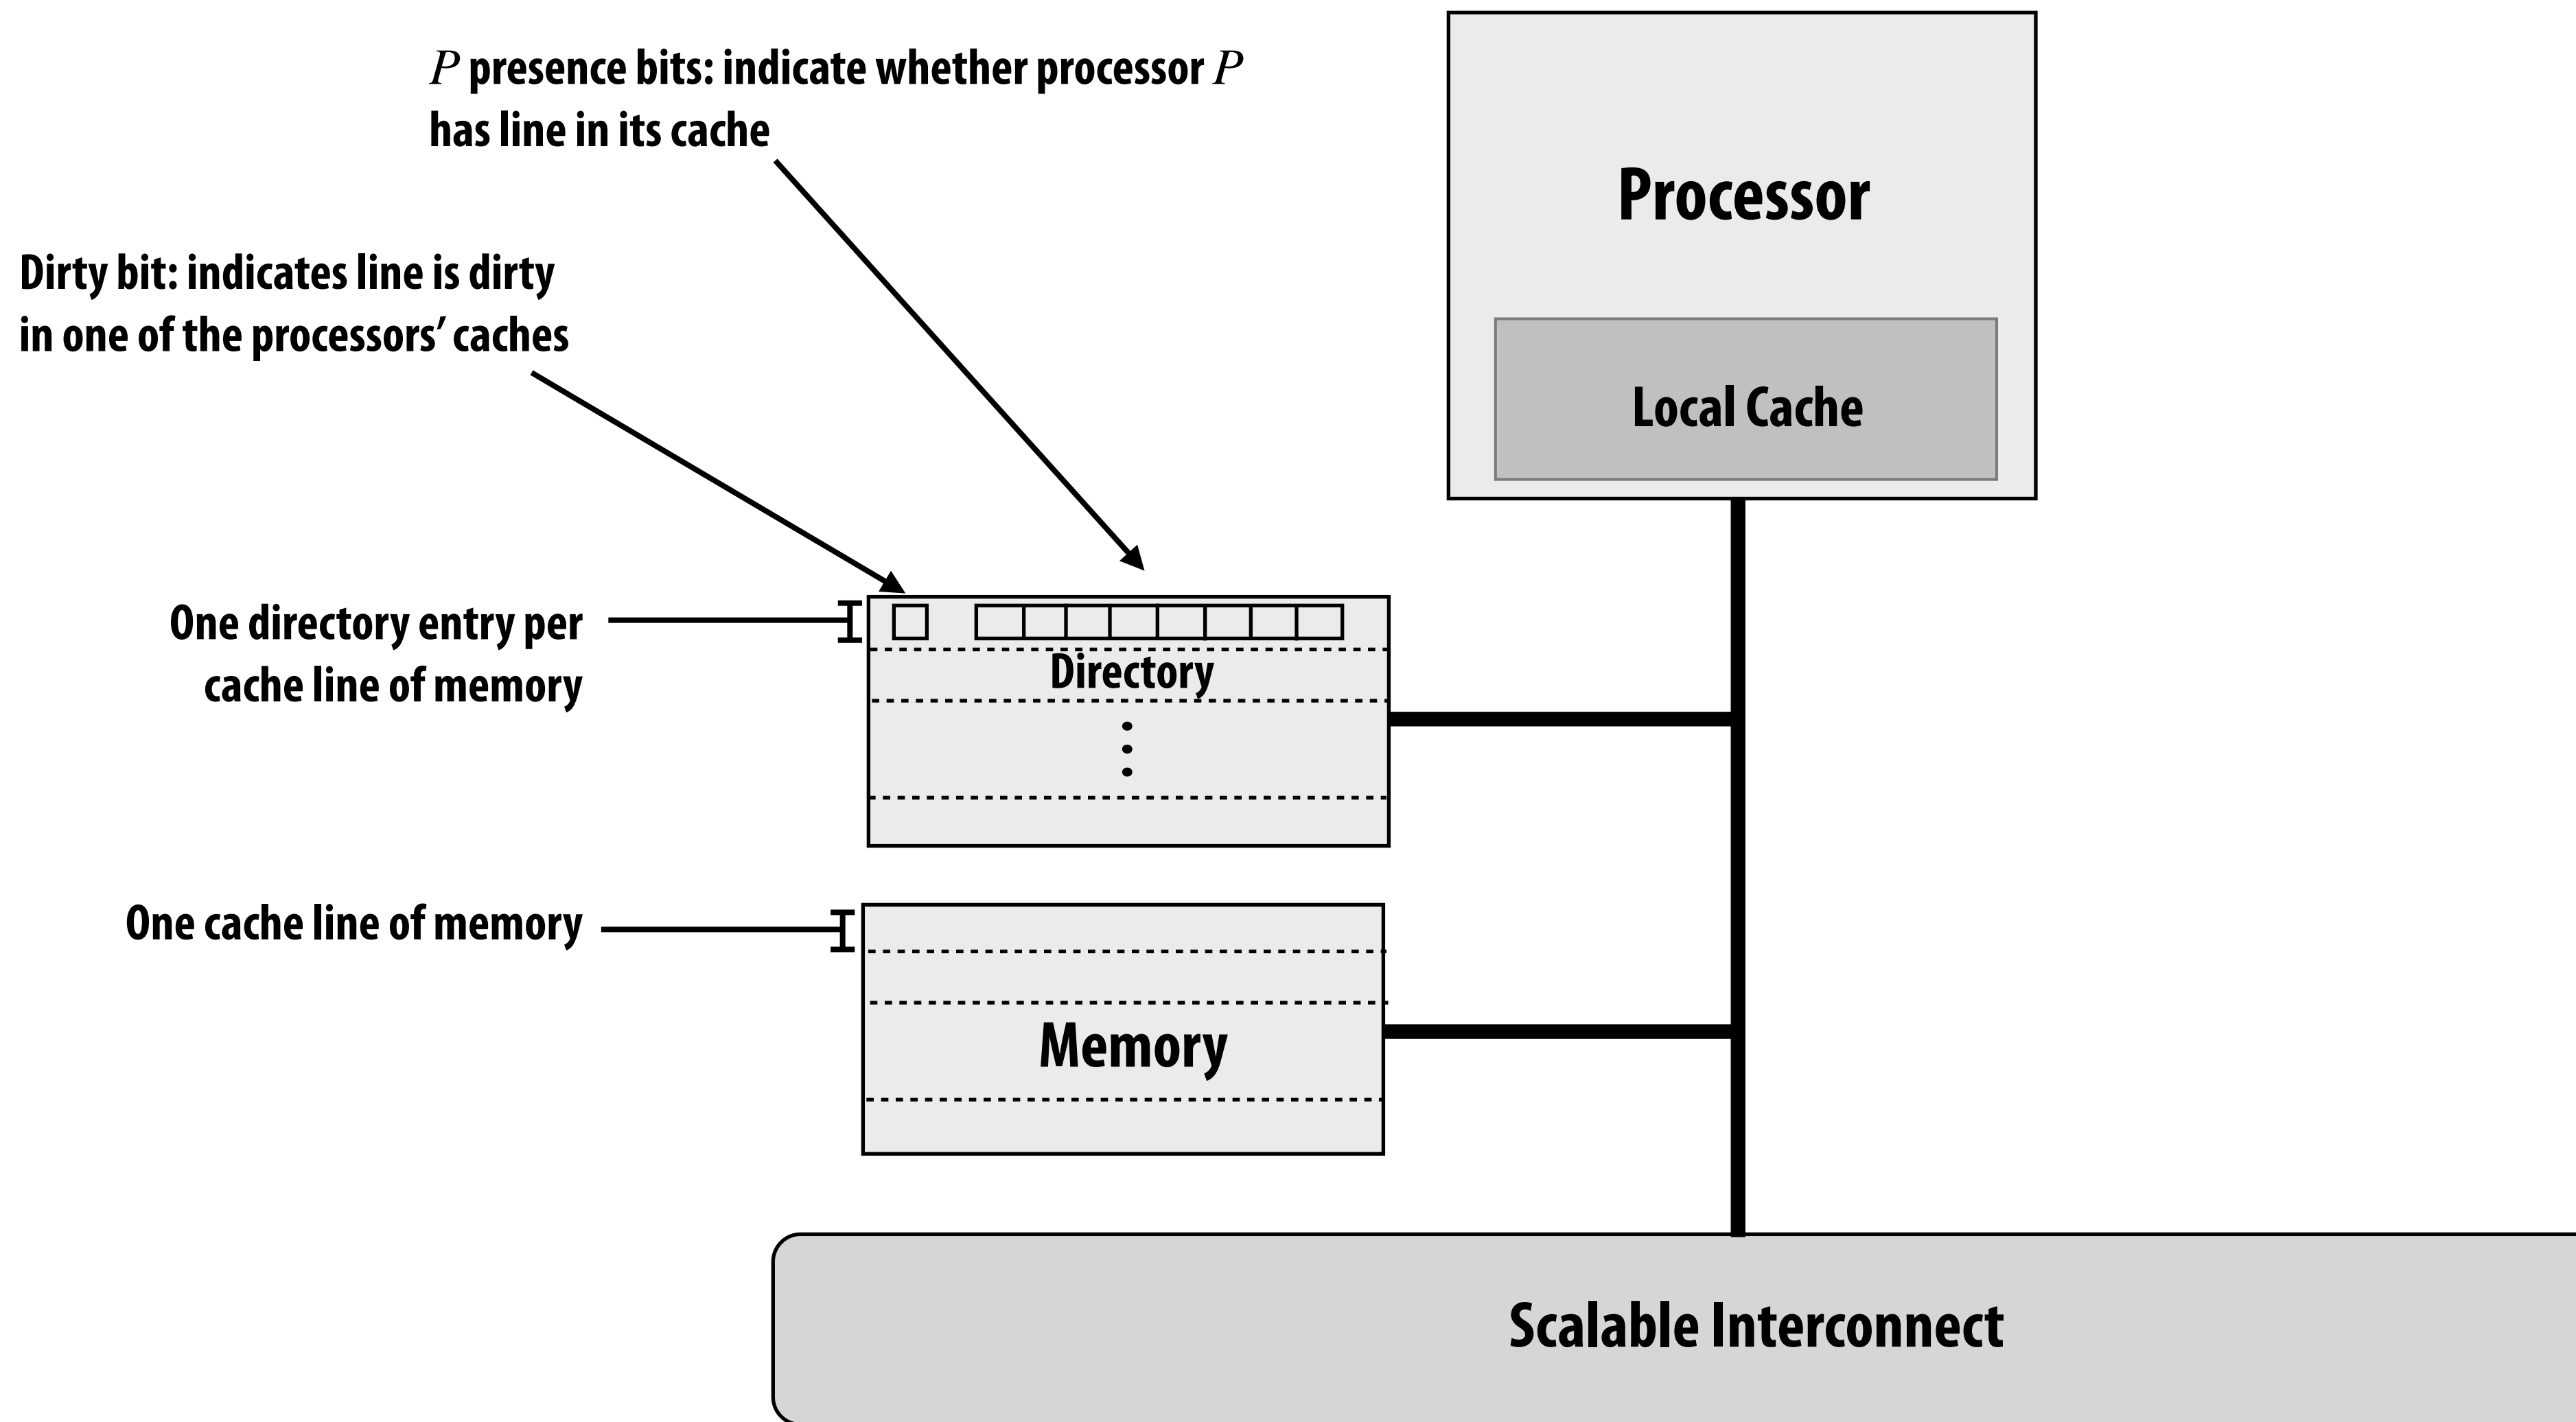 P presence bits: indicate whether processor P
has line in its cache
Processor
Dirty bit: indicates line is dirty
in one of the processors’ caches
Local Cache
One directory entry per
cache line of memory
Directory
One cache line of memory
Memory
Scalable Interconnect